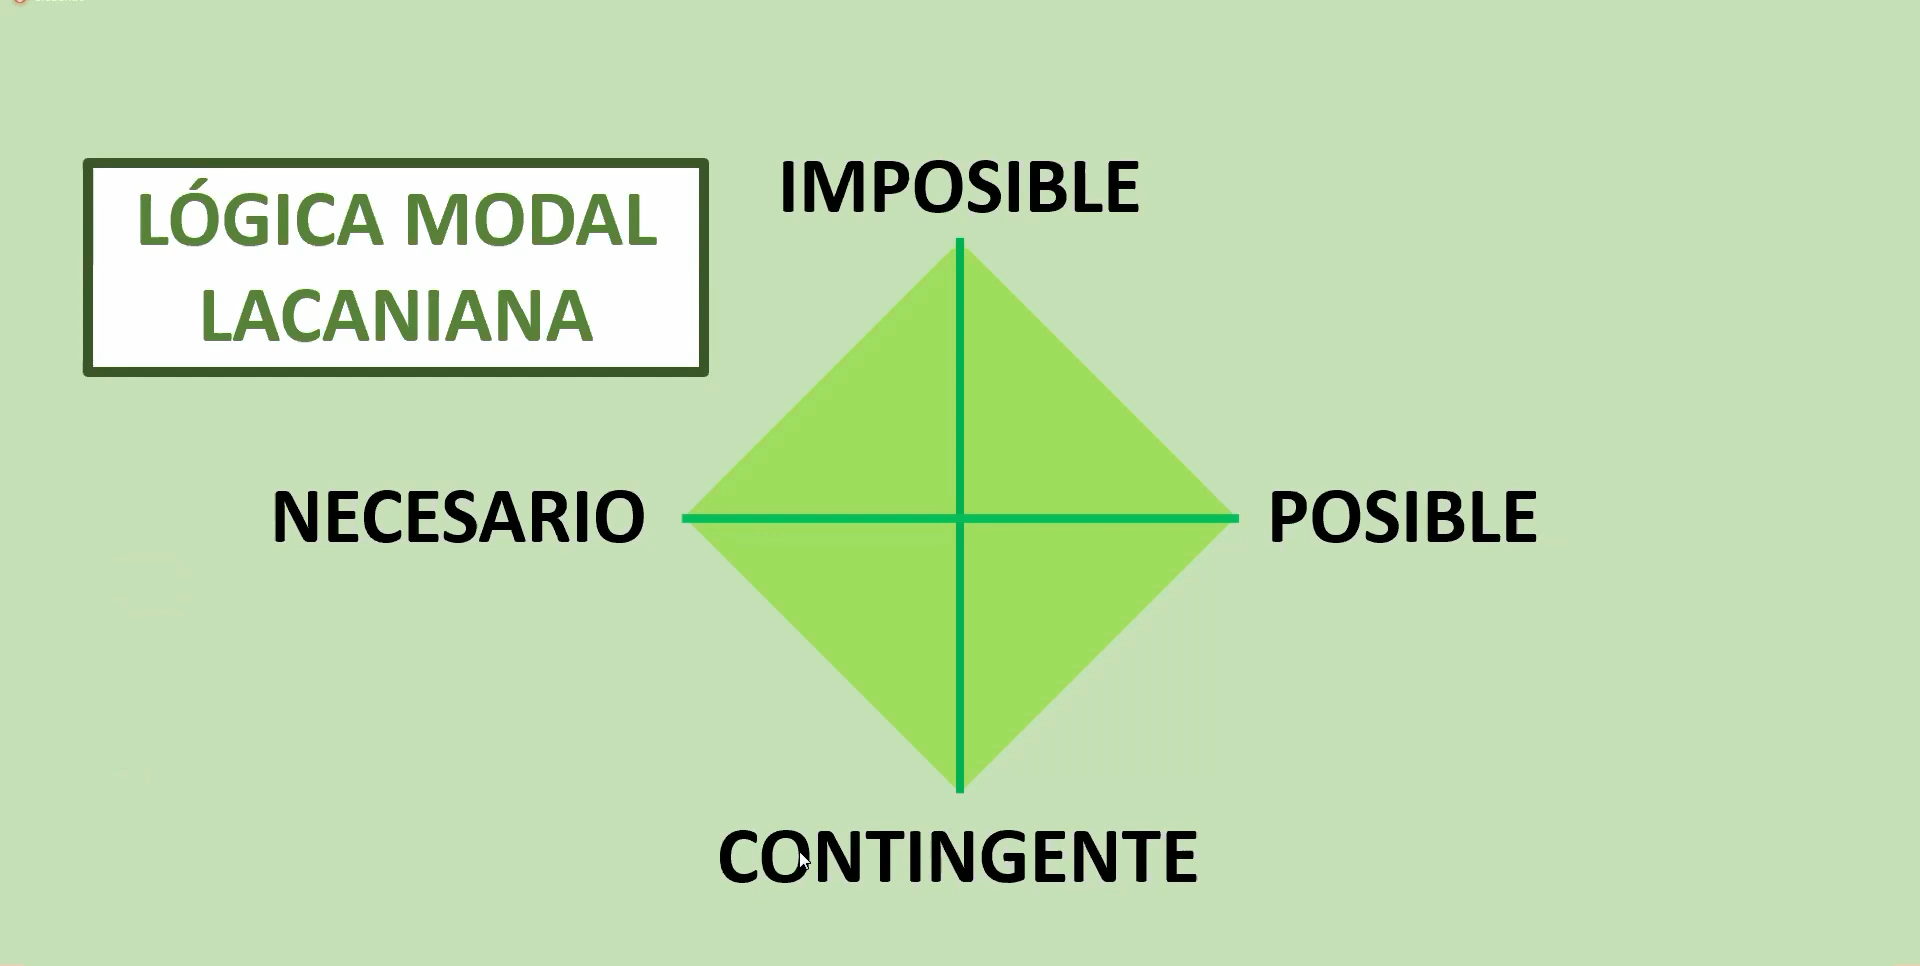 LÓGICA MODAL
LACANIANA
IMPOSIBLE
NECESARIO
POSIBLE
CONTINGENTE